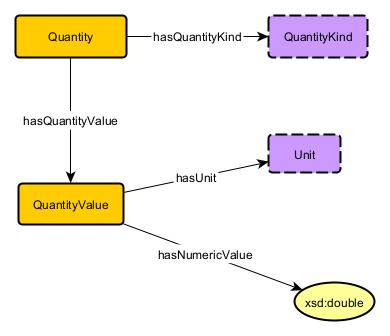 Quantity
hasQuantityKind
QuantityKind
hasQuantityValue
Unit
hasUnit
QuantityValue
hasNumericValue
xsd:double